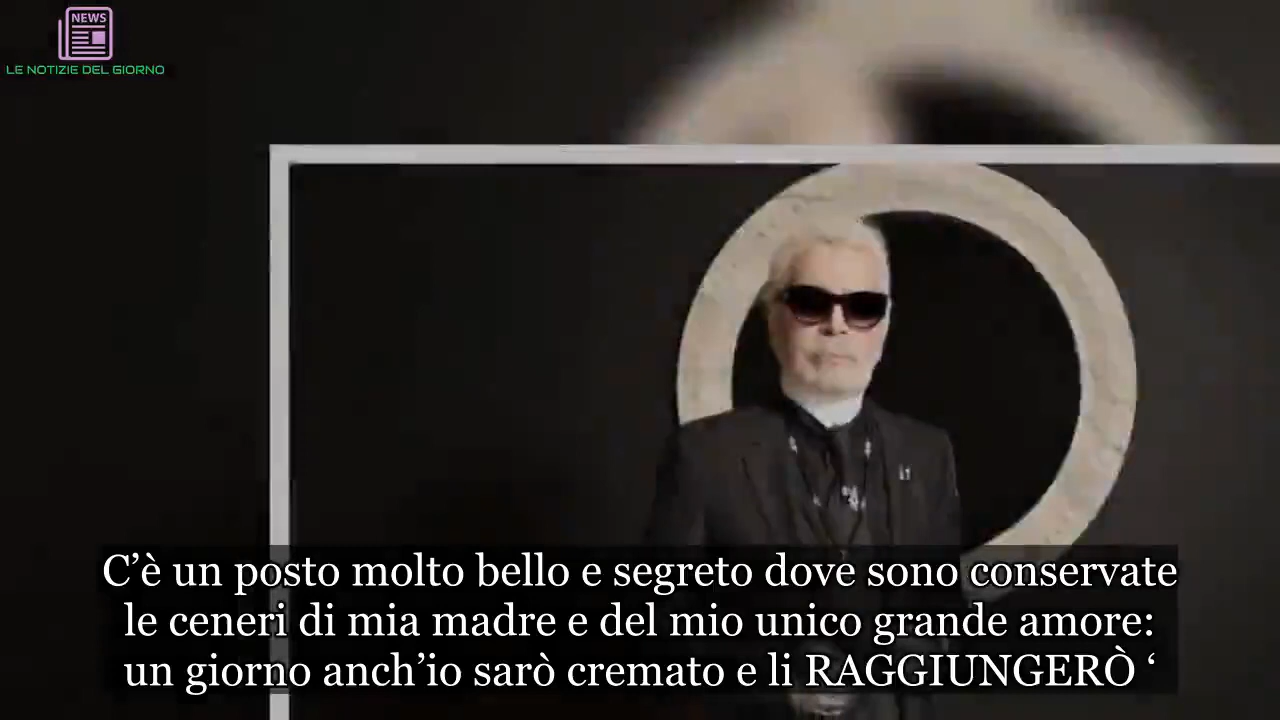 NEWS
LE NOTIZIE DEL GIORNO
C’è un posto molto bello e segreto dove sono conservate
le ceneri di mia madre e del mio unico grande amore:
un giorno anch’io sarò cremato e li RAGGIUNGERÒ ‘